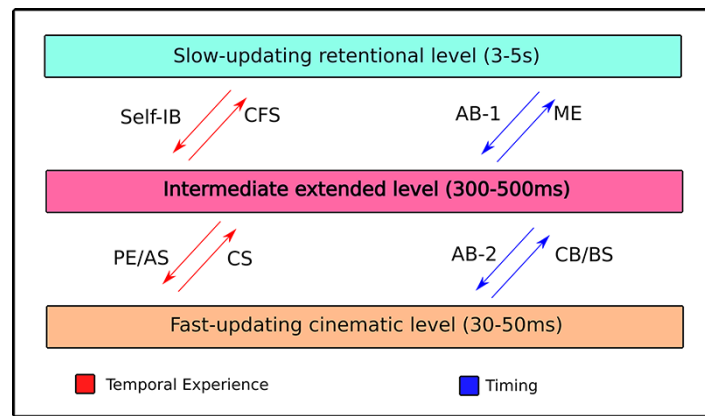 Slow-updating retentional level (3-5s)
Self-IB
CFS
AB-1
ME
Intermediate extended level (300-500ms)
PE/AS
CS
AB-2
CB/BS
Fast-updating cinematic level (30-50ms)
Temporal Experience
Timing